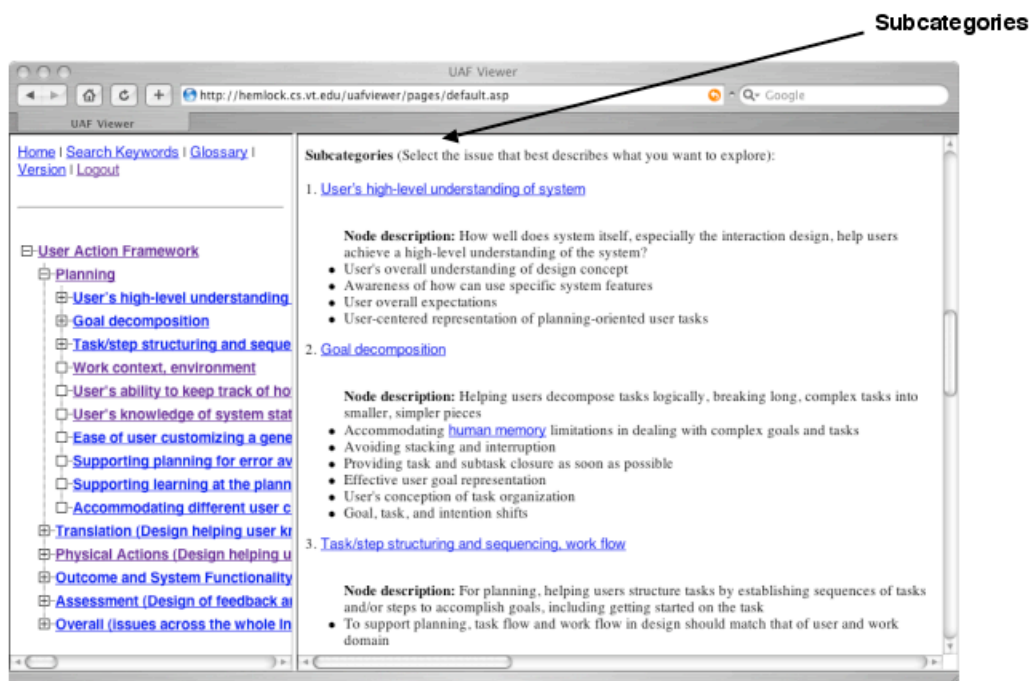 Subcategories
UAF Viewer
http://hemlock.cs.vt.edu/uafviewer/pages/default.asp
Google
UAF Viewer
Home | Search Keywords | Glossary |
Version | Logout
User Action Framework
Planning
User's high-level understanding
Goal decomposition
Task/step structuring and seque
Work context, environment
User's ability to keep track of ho
User's knowledge of system stat
Ease of user customizing a gene
Supporting planning for error av
Supporting learning at the plann
Accommodating different user c
Translation (Design helping user kr
Physical Actions (Design helping u
Outcome and System Functionality
Assessment (Design of feedback ar
Overall (issues across the whole In
Subcategories (Select the issue that best describes what you want to explore):
1. User's high-level understanding of system
Node description: How well does system itself, especially the interaction design, help users
achieve a high-level understanding of the system?
• User's overall understanding of design concept
• Awareness of how can use specific system features
• User overall expectations
• User-centered representation of planning-oriented user tasks
2. Goal decomposition
Node description: Helping users decompose tasks logically, breaking long, complex tasks into
smaller, simpler pieces
• Accommodating human memory limitations in dealing with complex goals and tasks
• Avoiding stacking and interruption
• Providing task and subtask closure as soon as possible
• Effective user goal representation
• User's conception of task organization
• Goal, task, and intention shifts
3. Task/step structuring and sequencing, work flow
Node description: For planning, helping users structure tasks by establishing sequences of tasks
and/or steps to accomplish goals, including getting started on the task
• To support planning, task flow and work flow in design should match that of user and work
domain